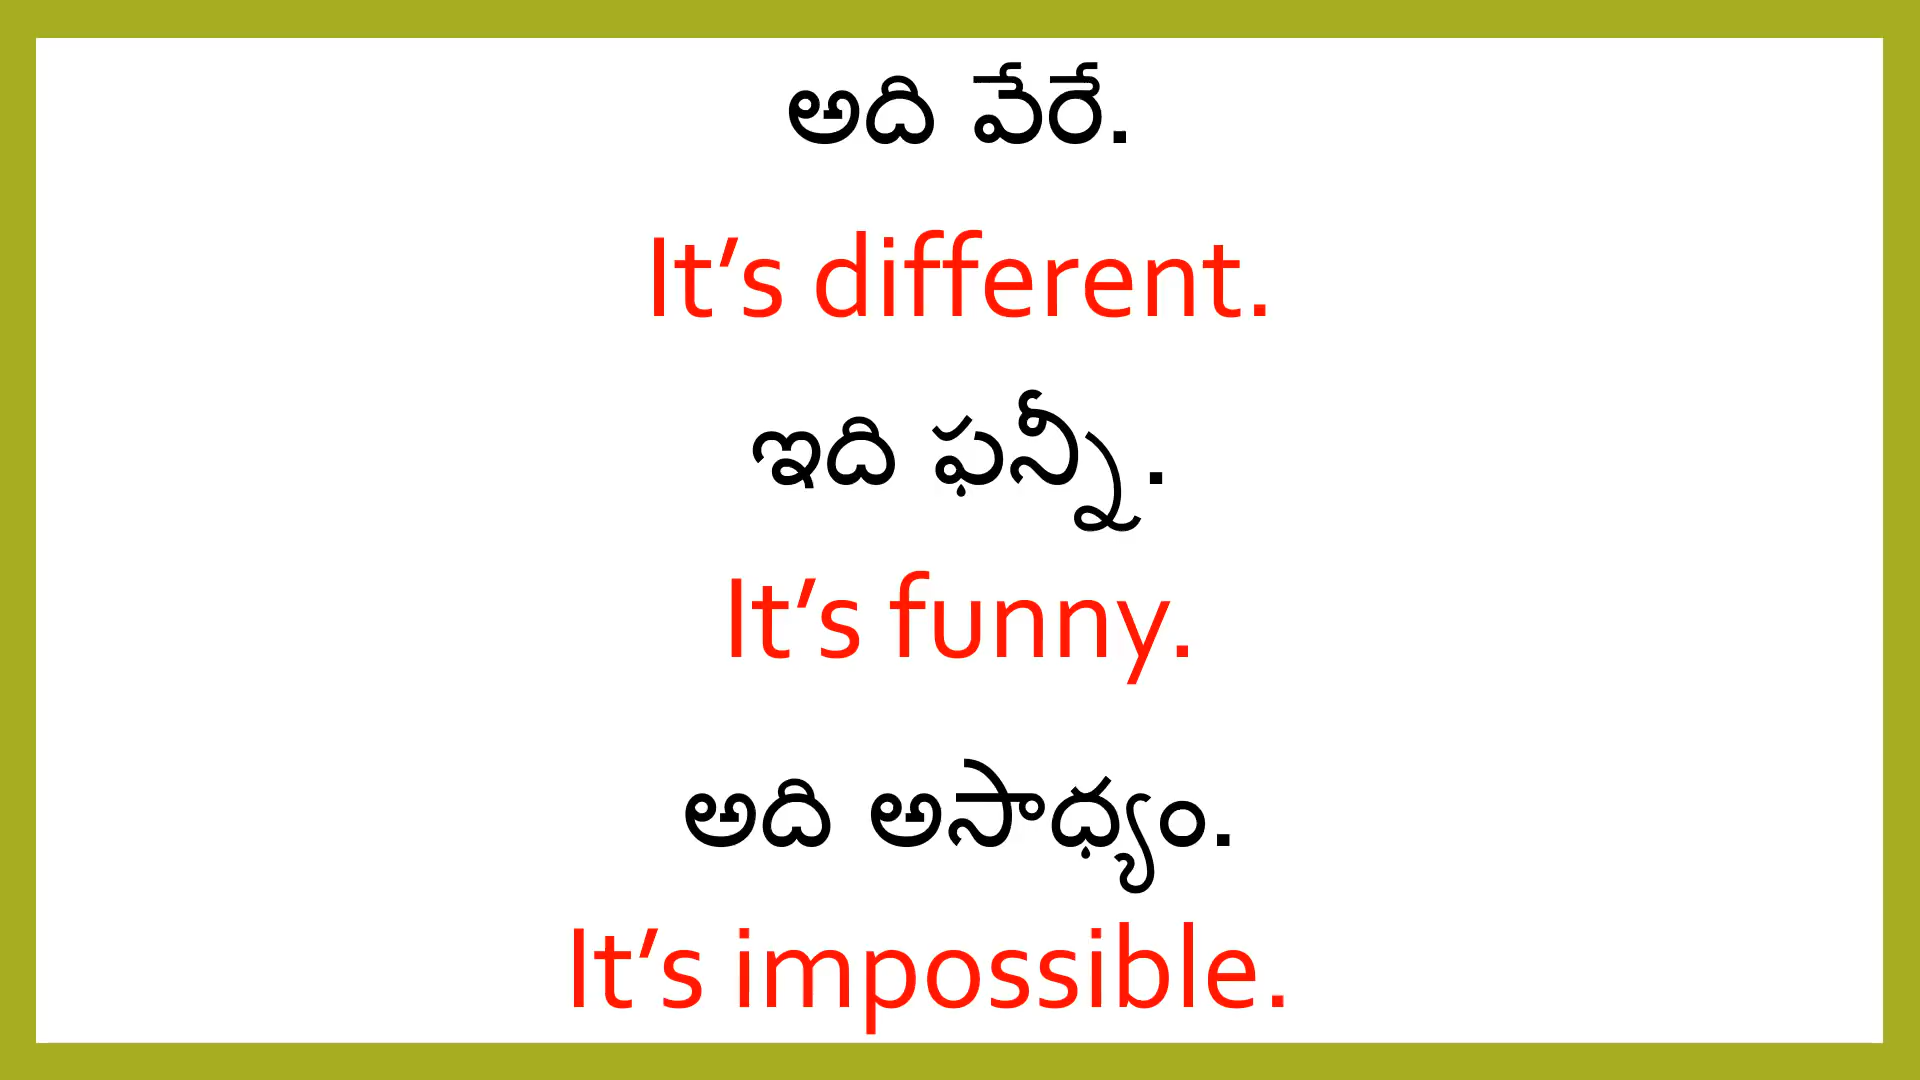 అది వేరే.
It’s different.
ఇది ఫన్నీ.
It’s funny.
అది అసాధ్యం.
It’s impossible.